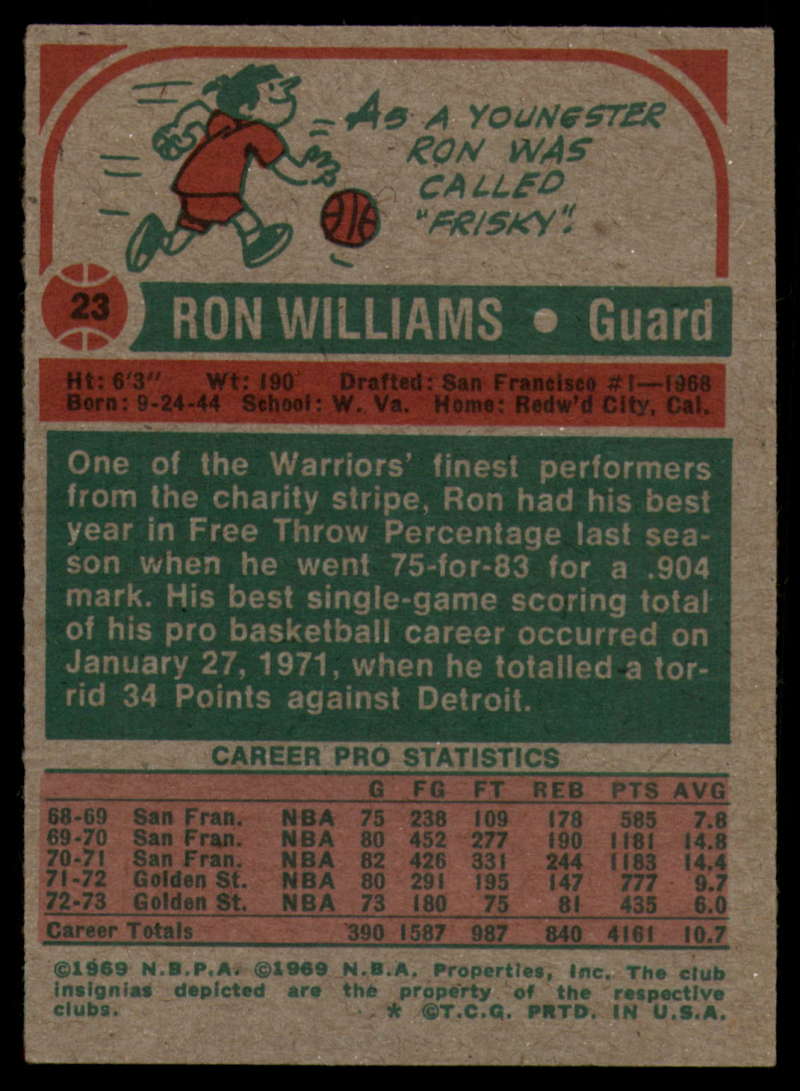 AS A YOUNGSTER
RON WAS
CALLED
"FRISKY".
23 RON WILLIAMS • Guard
Ht: 6'3" Wt: 190 Drafted: San Francisco #1—1968
Born: 9-24-44 School: W. Va. Home: Redw'd City, Cal.
One of the Warriors' finest performers
from the charity stripe, Ron had his best
year in Free Throw Percentage last sea-
son when he went 75-for-83 for a .904
mark. His best single-game scoring total
of his pro basketball career occurred on
January 27, 1971, when he totalled a tor-
rid 34 Points against Detroit.
CAREER PRO STATISTICS
G FG FT REB PTS AVG
68-69 San Fran. NBA 75 238 109 178 585 7.8
69-70 San Fran. NBA 80 452 277 190 1181 14.8
70-71 San Fran. NBA 82 426 331 244 1183 14.4
71-72 Golden St. NBA 80 291 195 147 777 9.7
72-73 Golden St. NBA 73 180 75 81 435 6.0
Career Totals 390 1587 987 840 4161 10.7
©1969 N.B.P.A. ©1969 N.B.A. Properties, Inc. The club
insignias depicted are the property of the respective
clubs. * ©T.C.G. PRTD. IN U.S.A.